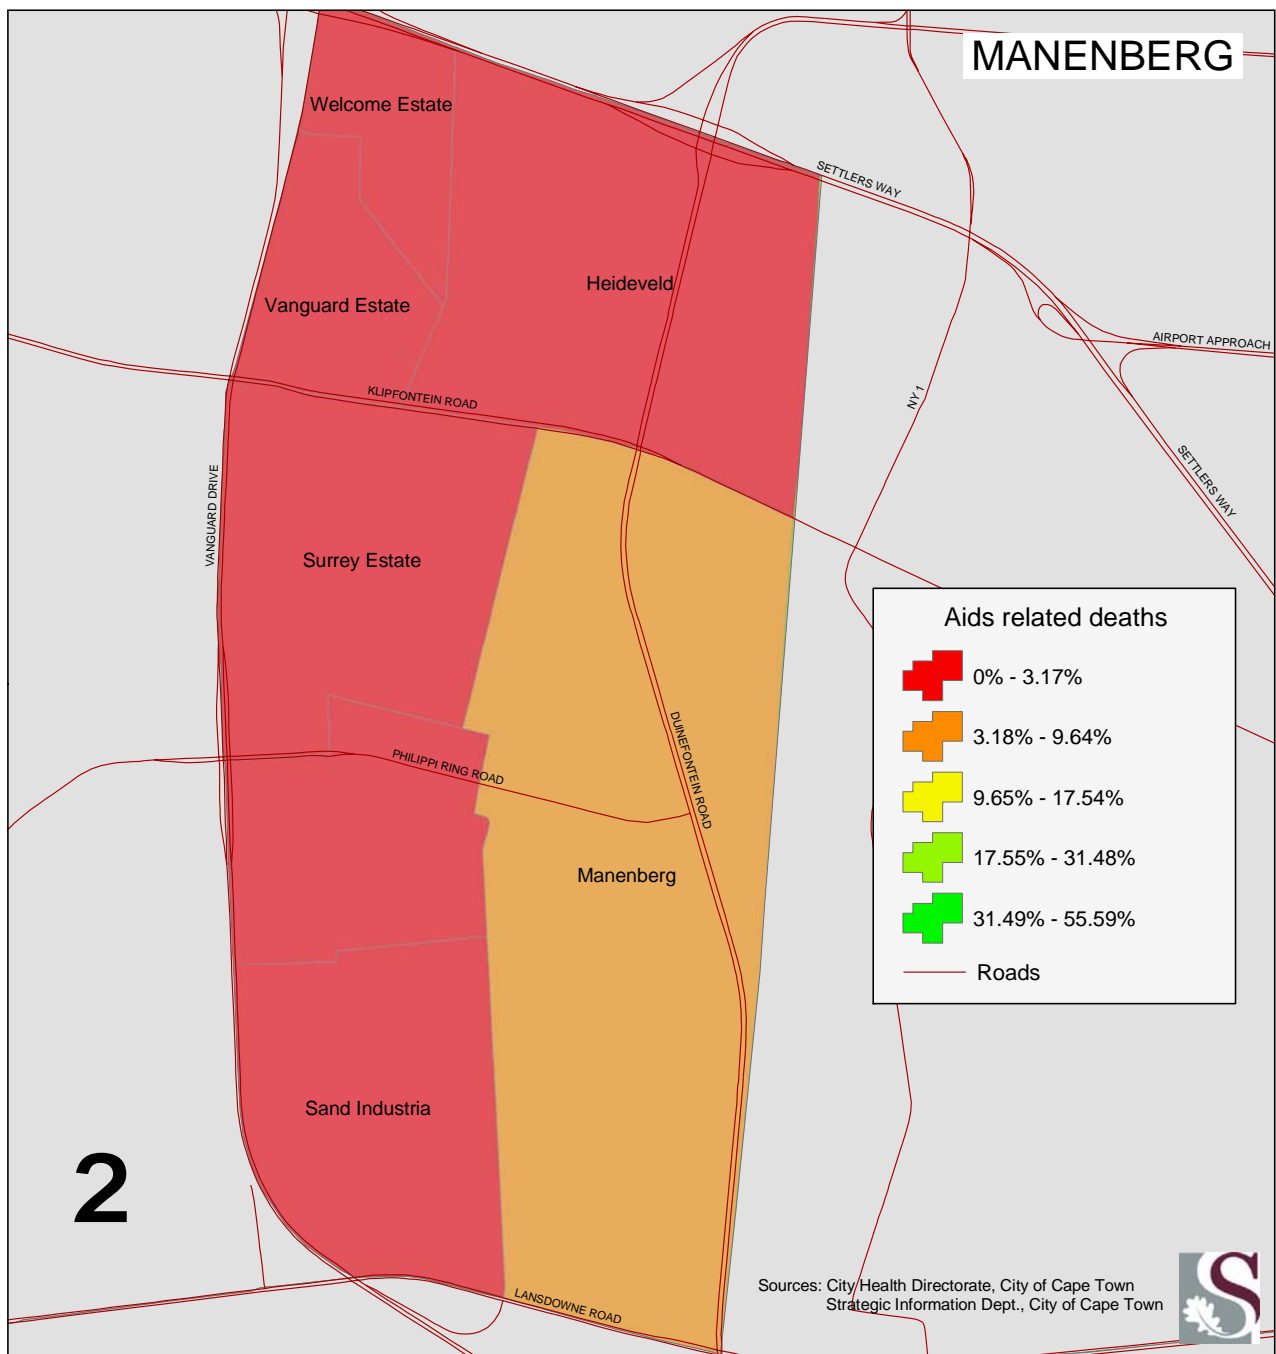 MANENBERG
Welcome Estate
SETTLERS WAY
Heideveld
Vanguard Estate
AIRPORT APPROACH
KLIPFONTEIN ROAD
NY 1
SETTLERS WAY
VANGUARD DRIVE
Surrey Estate
Aids related deaths
0% - 3.17%
3.18% - 9.64%
9.65% - 17.54%
17.55% - 31.48%
31.49% - 55.59%
Roads
DUINEFONTEIN ROAD
PHILIPPI RING ROAD
Manenberg
Sand Industria
2
LANSDOWNE ROAD
Sources: City Health Directorate, City of Cape Town
Strategic Information Dept., City of Cape Town
S